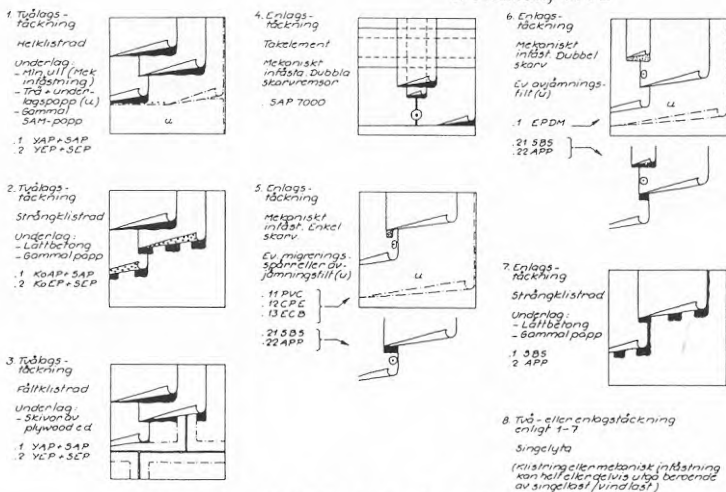 1. Tvålags-
täckning
Helklistrad
Underlag:
- Min.ull (Mek
infästning)
- Trä + under-
lagspapp (u)
- Gammal
SAM-papp
.1 YAP+SAP
.2 YEP+SEP
u
2. Tvålags-
täckning
Strängklistrad
Underlag:
- Lättbetong
- Gammal papp
.1 KoAP+SAP
.2 KoEP+SEP
3. Tvålags-
täckning
Fältklistrad
Underlag:
- Skivor av
plywood e.d.
.1 YAP+SAP
.2 YEP+SEP
4. Enlags-
täckning
Takelement
Mekaniskt
infästa. Dubbla
skarvremsor
. SAP 7000
5. Enlags-
täckning
Mekaniskt
infäst. Enkel
skarv.
Ev. migrerings-
spärr eller av-
jämningsfilt (u)
.11 PVC
.12 CPE
.13 ECB
.21 SBS
.22 APP
u
6. Enlags-
täckning
Mekaniskt
infäst. Dubbel
skarv
Ev avjämnings-
filt (u)
.1 EPDM
.21 SBS
.22 APP
u
7. Enlags-
täckning
Strängklistrad
Underlag:
- Lättbetong
- Gammal papp
.1 SBS
.2 APP
8. Två- eller enlagstäckning
enligt 1-7
Singelyta
(Klistring eller mekanisk infästning
kan helt eller delvis utgå beroende
av singellast/vindlast)